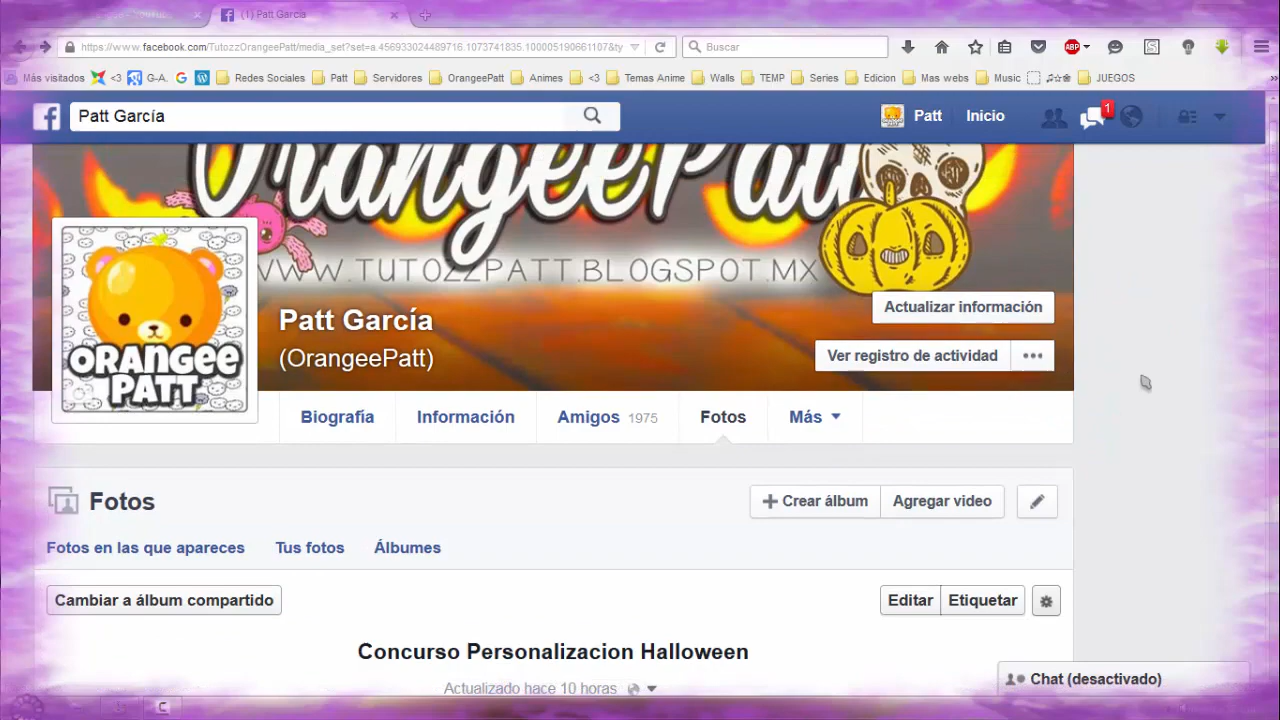 (1) Patt García
https://www.facebook.com/TutozzOrangeePatt/media_set?set=a.456933024489716.1073741835.100005190661107&ty
Buscar
ABP
S
Más visitados <3 G-A. Redes Sociales Patt Servidores OrangeePatt Animes <3 Temas Anime Walls TEMP Series Edicion Mas webs Music JUEGOS
Patt García
Patt Inicio 1
OrangeePatt
WWW.TUTOZZPATT.BLOGSPOT.MX
ORANGEE
PATT
Patt García
(OrangeePatt)
Actualizar información
Ver registro de actividad
Biografía Información Amigos 1975 Fotos Más
Fotos
Crear álbum Agregar video
Fotos en las que apareces Tus fotos Álbumes
Cambiar a álbum compartido
Editar Etiquetar
Concurso Personalizacion Halloween
Actualizado hace 10 horas
Chat (desactivado)
C